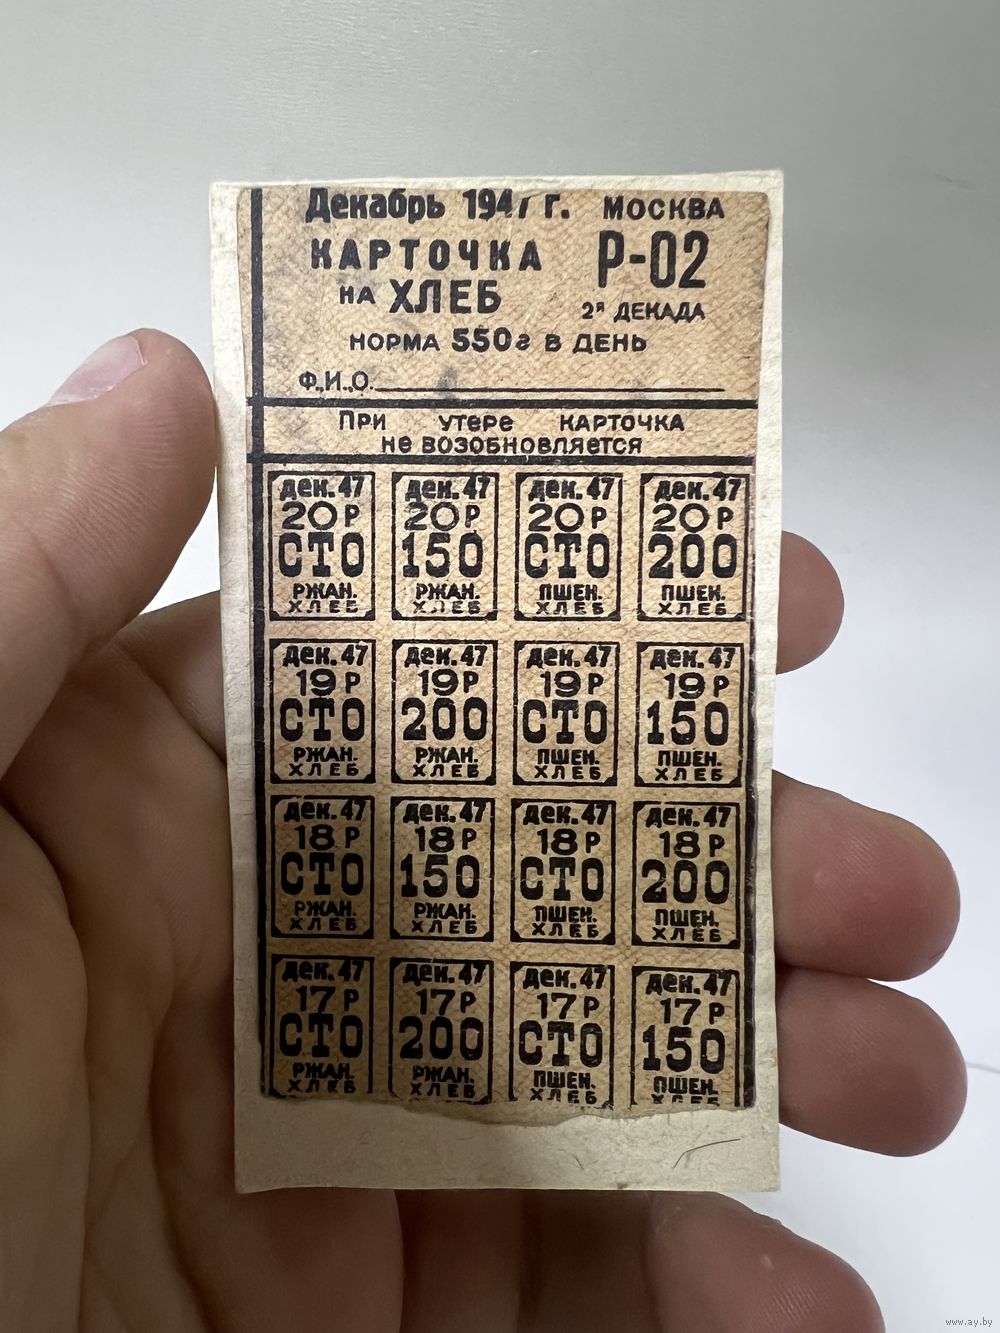 Декабрь 1947 г. МОСКВА
КАРТОЧКА Р-02
НА ХЛЕБ 2я ДЕКАДА
НОРМА 550г В ДЕНЬ
Ф.,И.,О.
При утере карточка
не возобновляется
дек. 47 дек. 47 дек. 47 дек. 47
20 Р 20 Р 20 Р 20 Р
СТО 150 СТО 200
РЖАН. РЖАН. ПШЕН. ПШЕН.
ХЛЕБ ХЛЕБ ХЛЕБ ХЛЕБ
дек. 47 дек. 47 дек. 47 дек. 47
19 Р 19 Р 19 Р 19 Р
СТО 200 СТО 150
РЖАН. РЖАН. ПШЕН. ПШЕН.
ХЛЕБ ХЛЕБ ХЛЕБ ХЛЕБ
дек. 47 дек. 47 дек. 47 дек. 47
18 Р 18 Р 18 Р 18 Р
СТО 150 СТО 200
РЖАН. РЖАН. ПШЕН. ПШЕН.
ХЛЕБ ХЛЕБ ХЛЕБ ХЛЕБ
дек. 47 дек. 47 дек. 47 дек. 47
17 Р 17 Р 17 Р 17 Р
СТО 200 СТО 150
РЖАН. РЖАН. ПШЕН. ПШЕН.
ХЛЕБ ХЛЕБ ХЛЕБ ХЛЕБ
www.ay.by